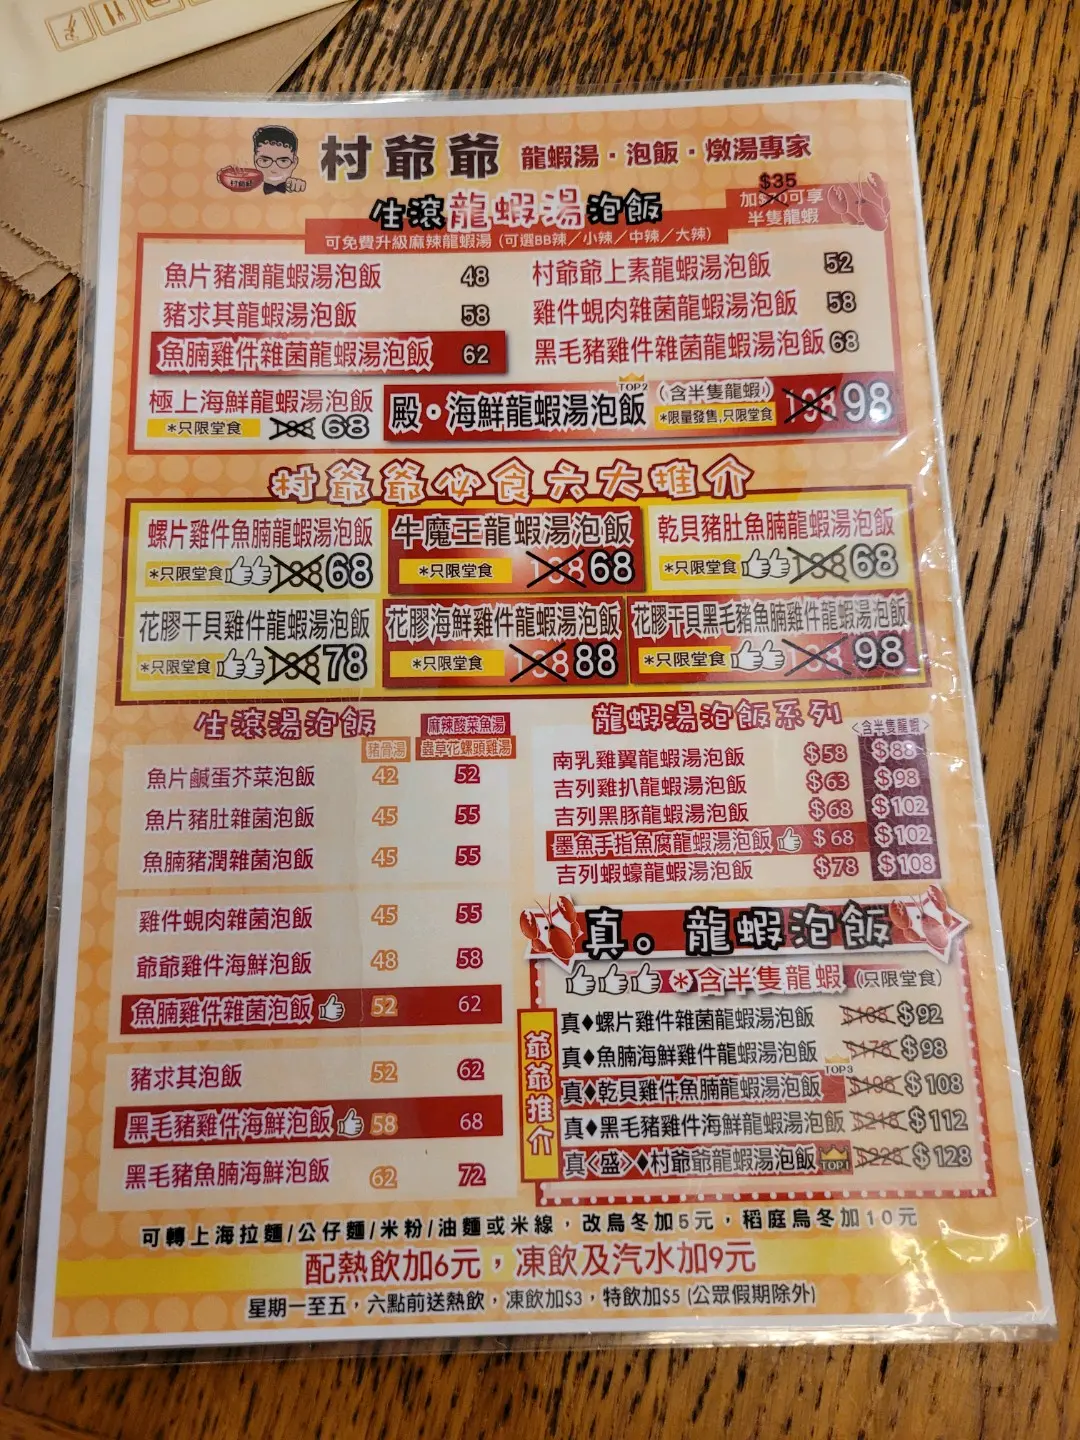 村爺爺 龍蝦湯・泡飯・燉湯專家
村爺爺
生滾龍蝦湯泡飯
$35
加$70可享
半隻龍蝦
可免費升級麻辣龍蝦湯 (可選BB辣／小辣／中辣／大辣)
魚片豬潤龍蝦湯泡飯 48
村爺爺上素龍蝦湯泡飯 52
豬求其龍蝦湯泡飯 58
雞件蜆肉雜菌龍蝦湯泡飯 58
魚腩雞件雜菌龍蝦湯泡飯 62
黑毛豬雞件雜菌龍蝦湯泡飯 68
極上海鮮龍蝦湯泡飯
*只限堂食 68
殿・海鮮龍蝦湯泡飯 TOP2 (含半隻龍蝦)
*限量發售,只限堂食 198 98
村爺爺必食六大推介
螺片雞件魚腩龍蝦湯泡飯
*只限堂食 138 68
牛魔王龍蝦湯泡飯
*只限堂食 138 68
乾貝豬肚魚腩龍蝦湯泡飯
*只限堂食 138 68
花膠干貝雞件龍蝦湯泡飯
*只限堂食 138 78
花膠海鮮雞件龍蝦湯泡飯
*只限堂食 168 88
花膠干貝黑毛豬魚腩雞件龍蝦湯泡飯
*只限堂食 188 98
生滾湯泡飯
豬骨湯
麻辣酸菜魚湯
蟲草花螺頭雞湯
魚片鹹蛋芥菜泡飯 42 52
魚片豬肚雜菌泡飯 45 55
魚腩豬潤雜菌泡飯 45 55
雞件蜆肉雜菌泡飯 45 55
爺爺雞件海鮮泡飯 48 58
魚腩雞件雜菌泡飯 52 62
豬求其泡飯 52 62
黑毛豬雞件海鮮泡飯 58 68
黑毛豬魚腩海鮮泡飯 62 72
龍蝦湯泡飯系列 <含半隻龍蝦>
南乳雞翼龍蝦湯泡飯 $58 $88
吉列雞扒龍蝦湯泡飯 $63 $98
吉列黑豚龍蝦湯泡飯 $68 $102
墨魚手指魚腐龍蝦湯泡飯 $68 $102
吉列蝦蠔龍蝦湯泡飯 $78 $108
真。龍蝦泡飯
*含半隻龍蝦 (只限堂食)
爺爺推介
真♦螺片雞件雜菌龍蝦湯泡飯 $168 $92
真♦魚腩海鮮雞件龍蝦湯泡飯 $178 $98
真♦乾貝雞件魚腩龍蝦湯泡飯 TOP3 $198 $108
真♦黑毛豬雞件海鮮龍蝦湯泡飯 $218 $112
真<盛>♦村爺爺龍蝦湯泡飯 TOP1 $228 $128
可轉上海拉麵/公仔麵/米粉/油麵或米線，改烏冬加5元，稻庭烏冬加10元
配熱飲加6元，凍飲及汽水加9元
星期一至五，六點前送熱飲，凍飲加$3，特飲加$5 (公眾假期除外)